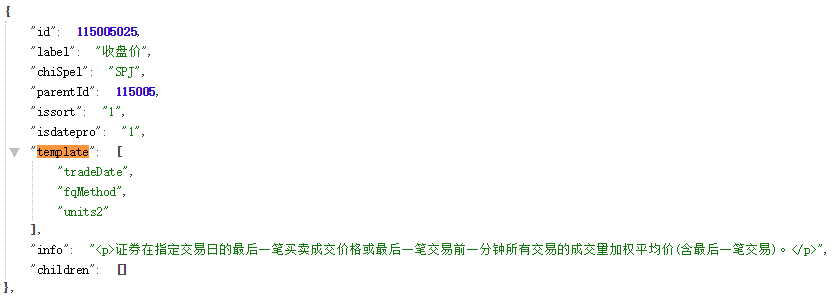 {
"id": 115005025,
"label": "收盘价",
"chiSpel": "SPJ",
"parentId": 115005,
"issort": "1",
"isdatepro": "1",
"template": [
"tradeDate",
"fqMethod",
"units2"
],
"info": "<p>证券在指定交易日的最后一笔买卖成交价格或最后一笔交易前一分钟所有交易的成交量加权平均价(含最后一笔交易)。</p>",
"children": []
},